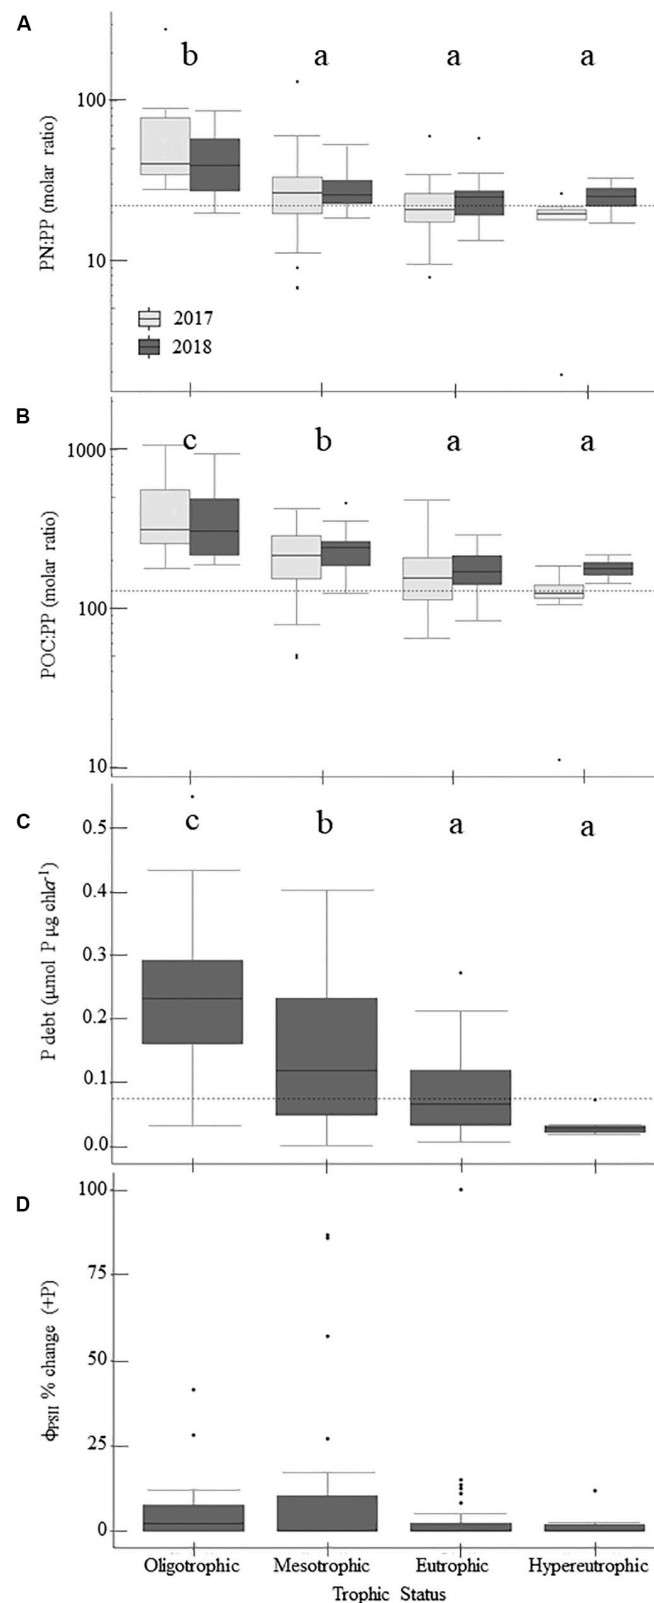 A
b a a a
100
10
PN:PP (molar ratio)
2017
2018
B
c b a a
1000
100
10
POC:PP (molar ratio)
C
c b a a
0.5
0.4
0.3
0.2
0.1
0.0
P debt (μmol P μg chla⁻¹)
D
100
75
50
25
0
ϕPSII % change (+P)
Oligotrophic Mesotrophic Eutrophic Hypereutrophic
Trophic Status